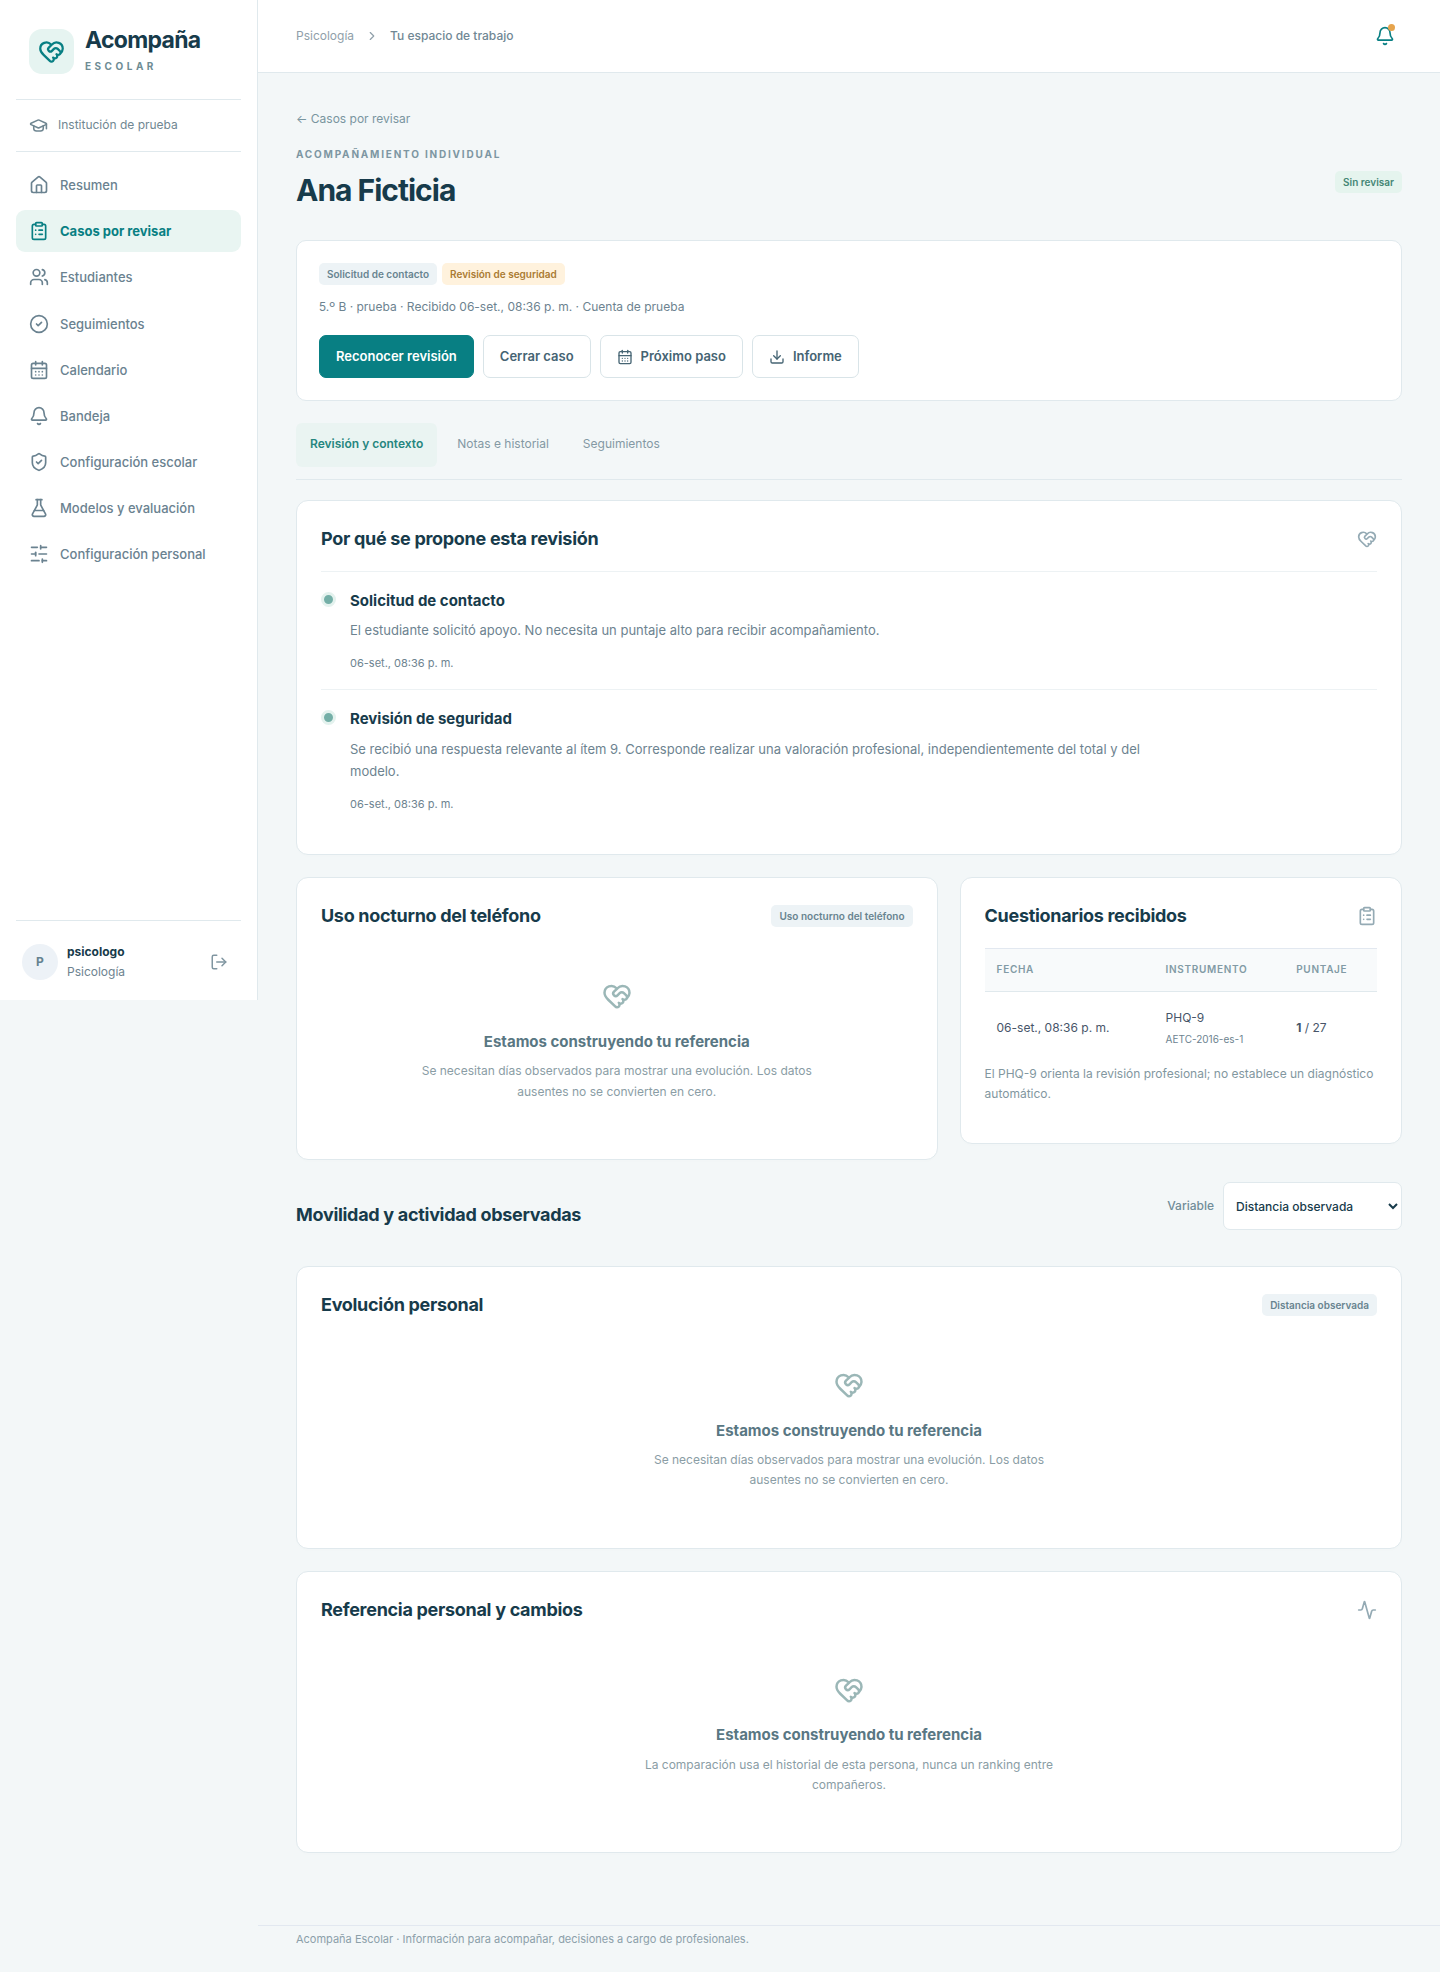 Acompaña
ESCOLAR
Institución de prueba
Resumen
Casos por revisar
Estudiantes
Seguimientos
Calendario
Bandeja
Configuración escolar
Modelos y evaluación
Configuración personal
P
psicologo
Psicología
Psicología > Tu espacio de trabajo
← Casos por revisar
ACOMPAÑAMIENTO INDIVIDUAL
Ana Ficticia
Sin revisar
Solicitud de contacto Revisión de seguridad
5.º B · prueba · Recibido 06-set., 08:36 p. m. · Cuenta de prueba
Reconocer revisión Cerrar caso Próximo paso Informe
Revisión y contexto Notas e historial Seguimientos
Por qué se propone esta revisión
Solicitud de contacto
El estudiante solicitó apoyo. No necesita un puntaje alto para recibir acompañamiento.
06-set., 08:36 p. m.
Revisión de seguridad
Se recibió una respuesta relevante al ítem 9. Corresponde realizar una valoración profesional, independientemente del total y del
modelo.
06-set., 08:36 p. m.
Uso nocturno del teléfono
Uso nocturno del teléfono
Estamos construyendo tu referencia
Se necesitan días observados para mostrar una evolución. Los datos
ausentes no se convierten en cero.
Cuestionarios recibidos
FECHA INSTRUMENTO PUNTAJE
06-set., 08:36 p. m. PHQ-9 1 / 27
AETC-2016-es-1
El PHQ-9 orienta la revisión profesional; no establece un diagnóstico
automático.
Movilidad y actividad observadas
Variable Distancia observada
Evolución personal
Distancia observada
Estamos construyendo tu referencia
Se necesitan días observados para mostrar una evolución. Los datos
ausentes no se convierten en cero.
Referencia personal y cambios
Estamos construyendo tu referencia
La comparación usa el historial de esta persona, nunca un ranking entre
compañeros.
Acompaña Escolar · Información para acompañar, decisiones a cargo de profesionales.